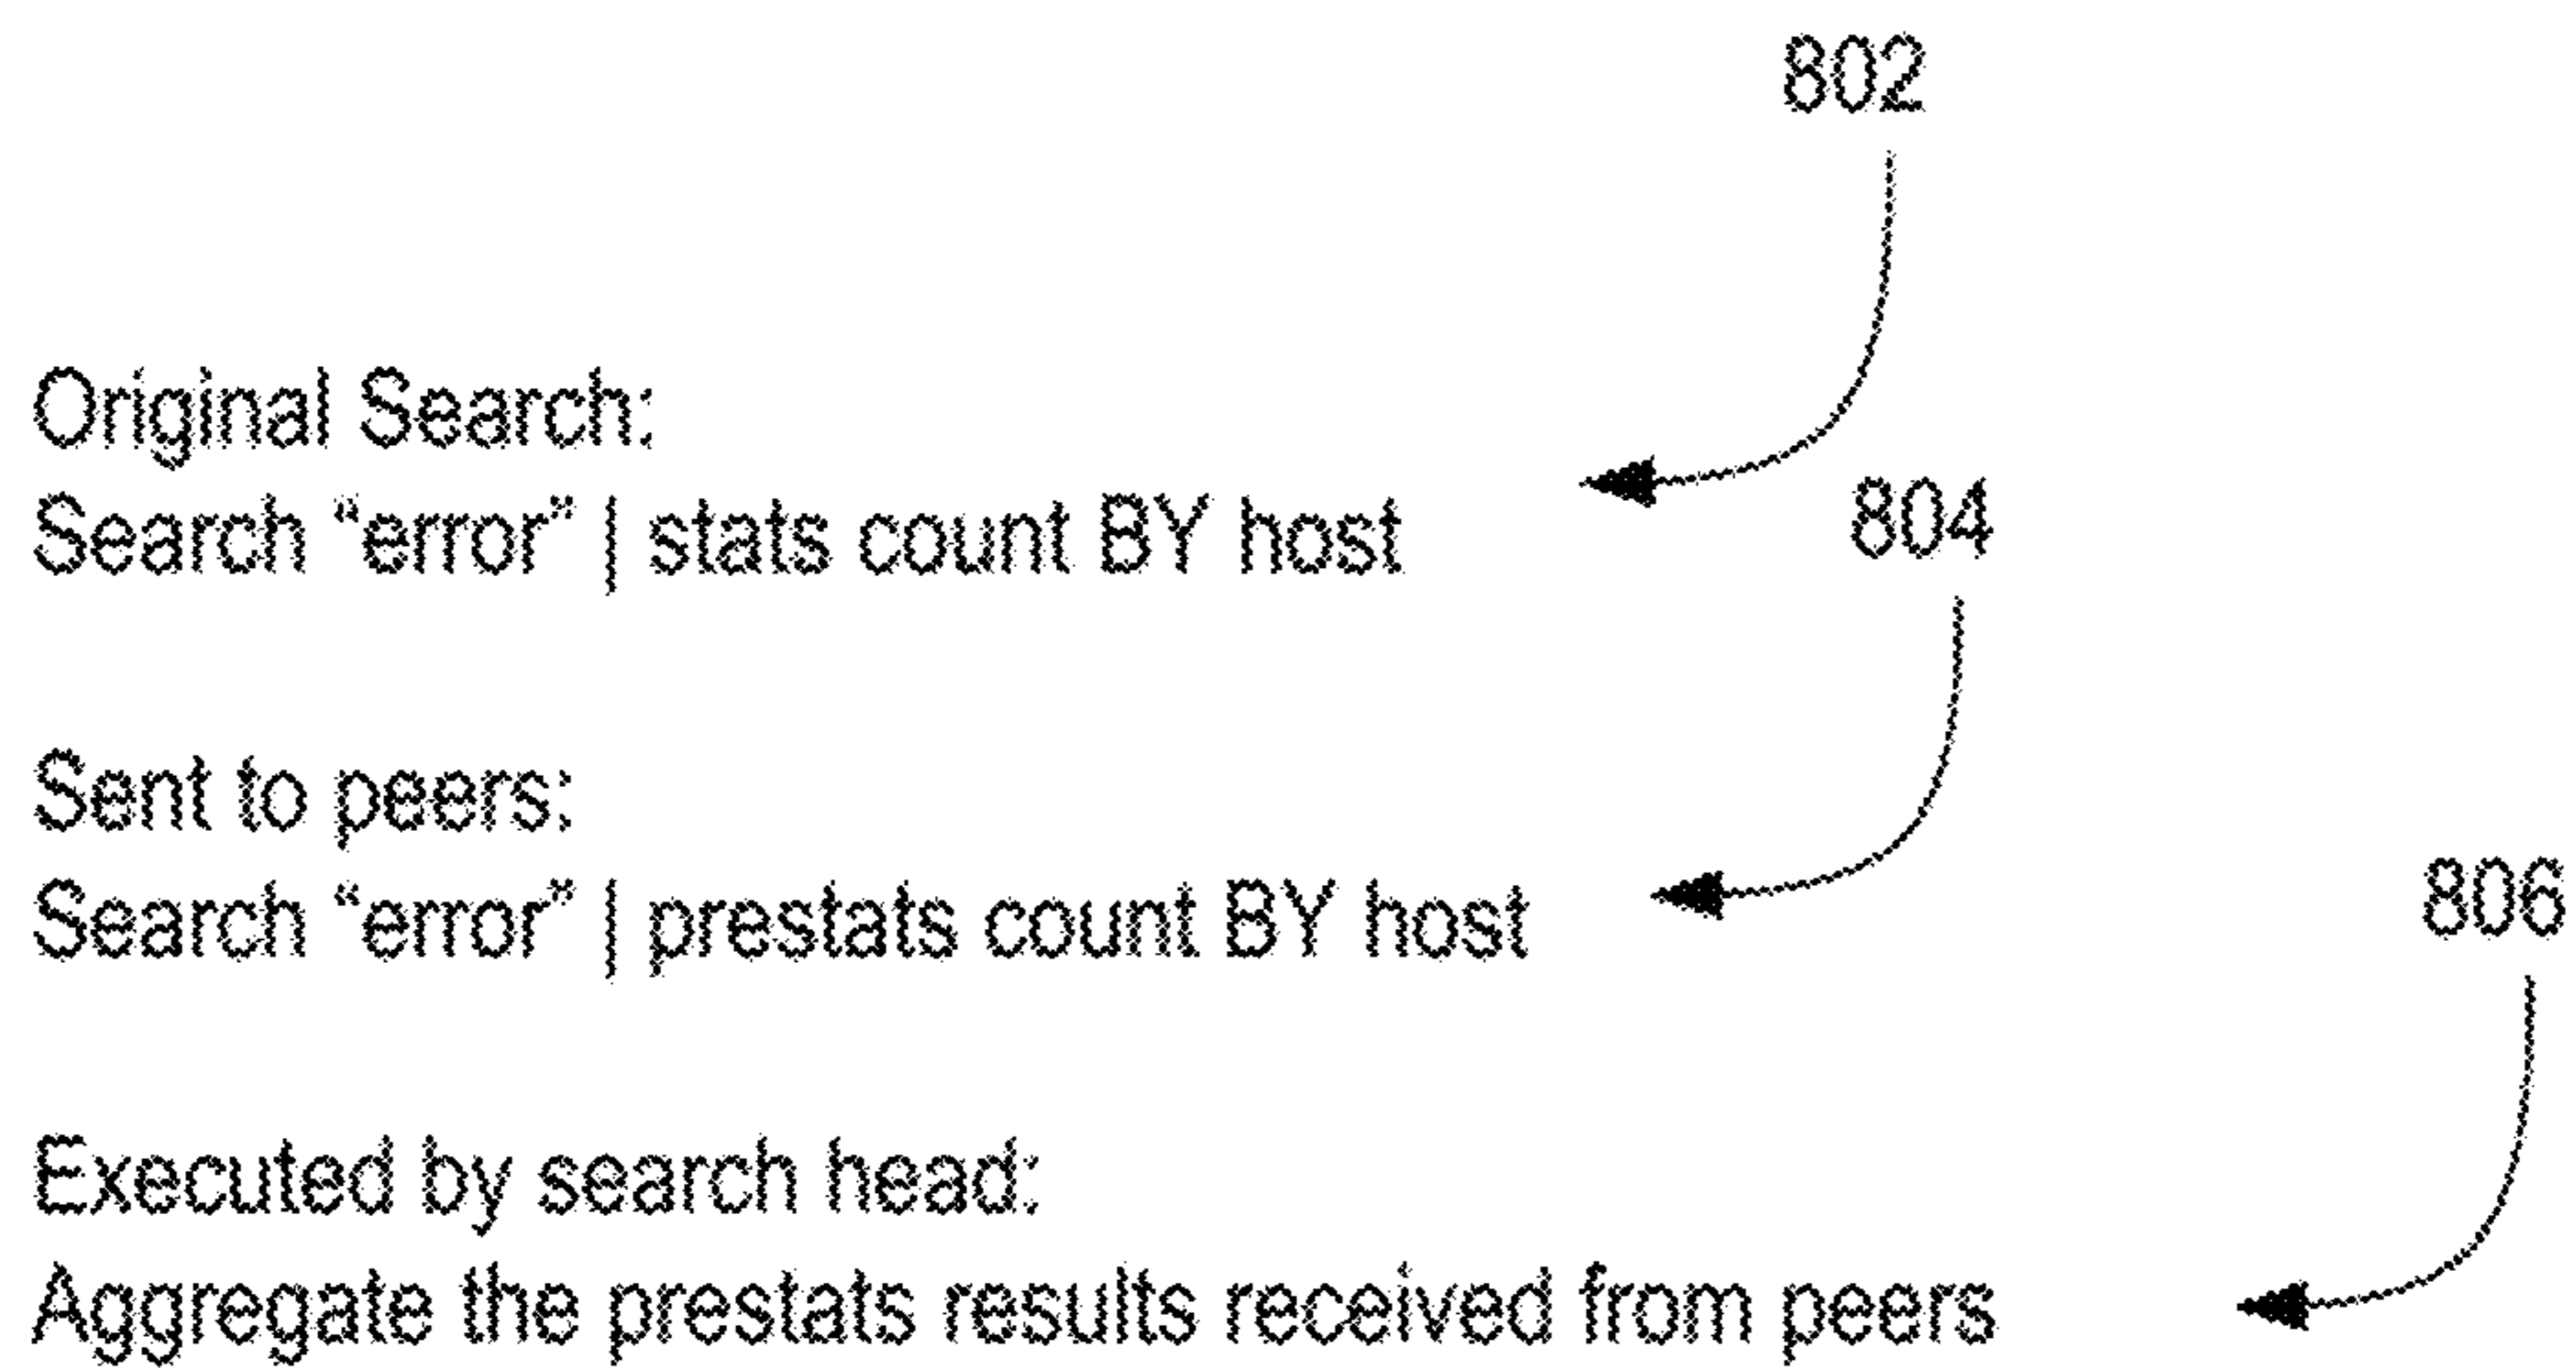 802
Original Search:
Search “error” | stats count BY host
804
Sent to peers:
Search “error” | prestats count BY host
806
Executed by search head:
Aggregate the prestats results received from peers